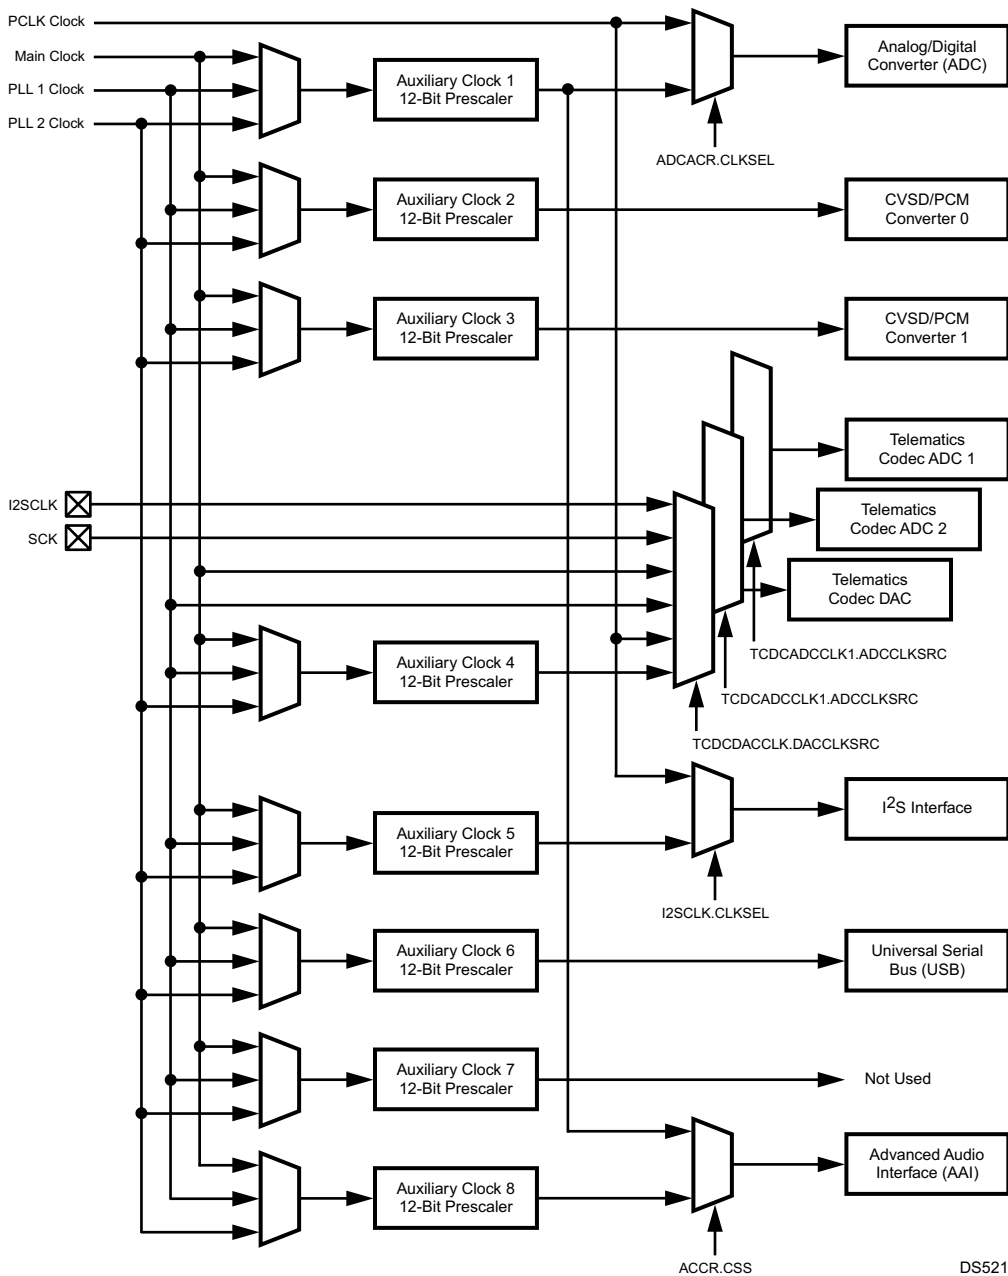 PCLK Clock
Main Clock
PLL 1 Clock
PLL 2 Clock
Auxiliary Clock 1
12-Bit Prescaler
ADCACR.CLKSEL
Analog/Digital
Converter (ADC)
Auxiliary Clock 2
12-Bit Prescaler
CVSD/PCM
Converter 0
Auxiliary Clock 3
12-Bit Prescaler
CVSD/PCM
Converter 1
I2SCLK
SCK
Telematics
Codec ADC 1
Telematics
Codec ADC 2
Telematics
Codec DAC
Auxiliary Clock 4
12-Bit Prescaler
TCDCADCCLK1.ADCCLKSRC
TCDCADCCLK1.ADCCLKSRC
TCDCDACCLK.DACCLKSRC
Auxiliary Clock 5
12-Bit Prescaler
I2S Interface
I2SCLK.CLKSEL
Auxiliary Clock 6
12-Bit Prescaler
Universal Serial
Bus (USB)
Auxiliary Clock 7
12-Bit Prescaler
Not Used
Auxiliary Clock 8
12-Bit Prescaler
Advanced Audio
Interface (AAI)
ACCR.CSS
DS521